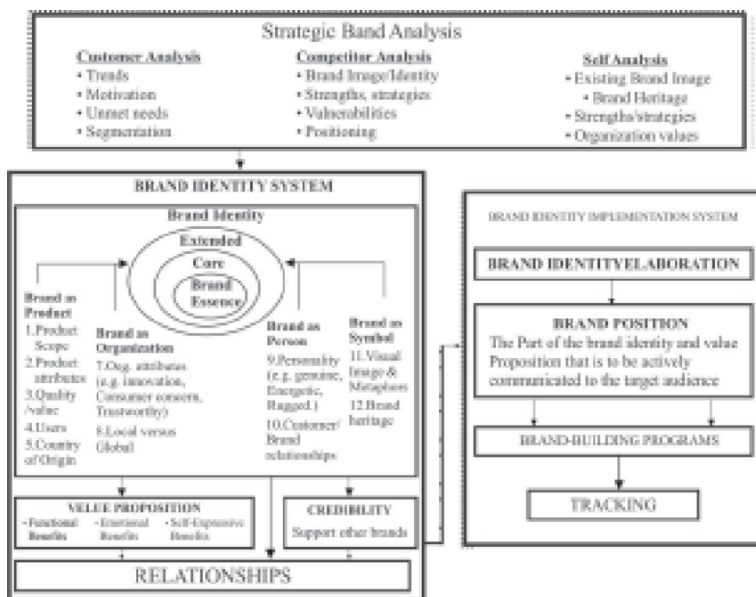 Strategic Band Analysis
Customer Analysis
• Trends
• Motivation
• Unmet needs
• Segmentation
Competitor Analysis
• Brand Image/Identity
• Strengths, strategies
• Vulnerabilities
• Positioning
Self Analysis
• Existing Brand Image
• Brand Heritage
• Strengths/strategies
• Organization values
BRAND IDENTITY SYSTEM
Brand Identity
Extended
Core
Brand
Essence
Brand as
Product
1.Product
Scope
2.Product
attributes
3.Quality
/value
4.Users
5.Country
of Origin
Brand as
Organization
7.Org. attributes
(e.g. innovation,
Consumer concern,
Trustworthy)
8.Local versus
Global
Brand as
Person
9.Personality
(e.g. genuine,
Energetic,
Rugged.)
10.Customer/
Brand
relationships
Brand as
Symbol
11.Visual
Image &
Metaphors
12.Brand
heritage
VALUE PROPOSITION
•Functional
Benefits
•Emotional
Benefits
•Self-Expressive
Benefits
CREDIBILITY
Support other brands
RELATIONSHIPS
BRAND IDENTITY IMPLEMENTATION SYSTEM
BRAND IDENTITYELABORATION
BRAND POSITION
The Part of the brand identity and value
Proposition that is to be actively
communicated to the target audience
BRAND-BUILDING PROGRAMS
TRACKING